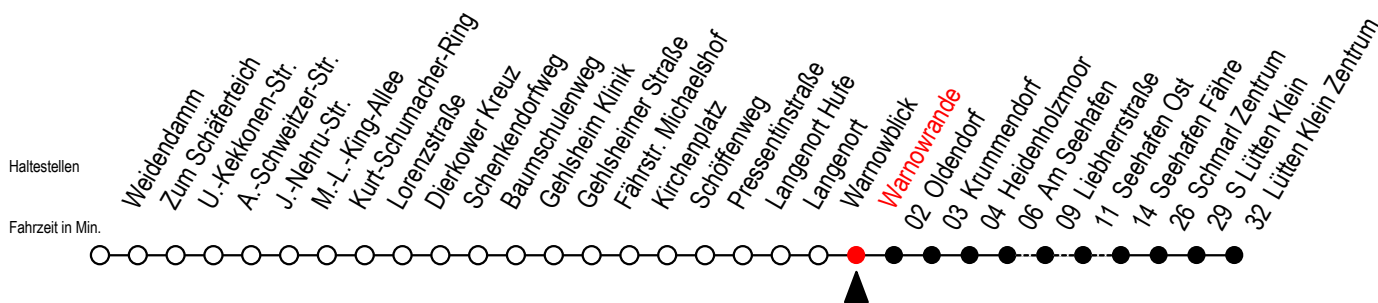 Haltestellen
Fahrzeit in Min.
Weidendamm
Zum Schäferteich
U.-Kekkonen-Str.
A.-Schweitzer-Str.
J.-Nehru-Str.
M.-L.-King-Allee
Kurt-Schumacher-Ring
Lorenzstraße
Dierkower Kreuz
Schenkendorfweg
Baumschulenweg
Gehlsheim Klinik
Gehlsheimer Straße
Fährstr. Michaelshof
Kirchenplatz
Schöffenweg
Pressentinstraße
Langenort Hufe
Langenort
Warnowblick
Warnowrande
02 Oldendorf
03 Krummendorf
04 Heidenholzmoor
06 Am Seehafen
09 Liebnerstraße
11 Seehafen Ost
14 Seehafen Fähre
26 Schmarl Zentrum
29 S Lütten Klein
32 Lütten Klein Zentrum